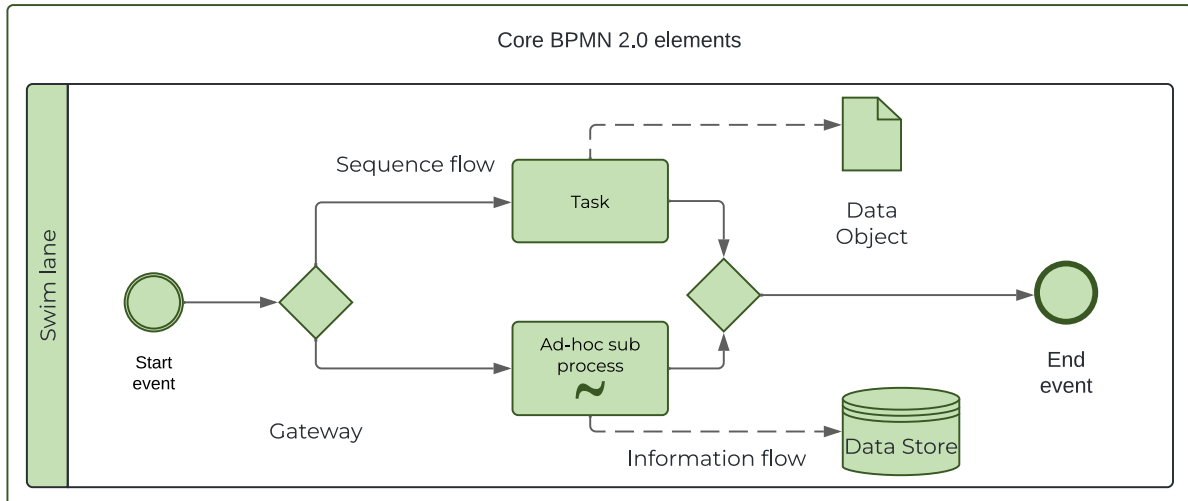 Core BPMN 2.0 elements
Swim lane
Sequence flow
Task
Data
Object
Start
event
Ad-hoc sub
process
~
End
event
Gateway
Data Store
Information flow